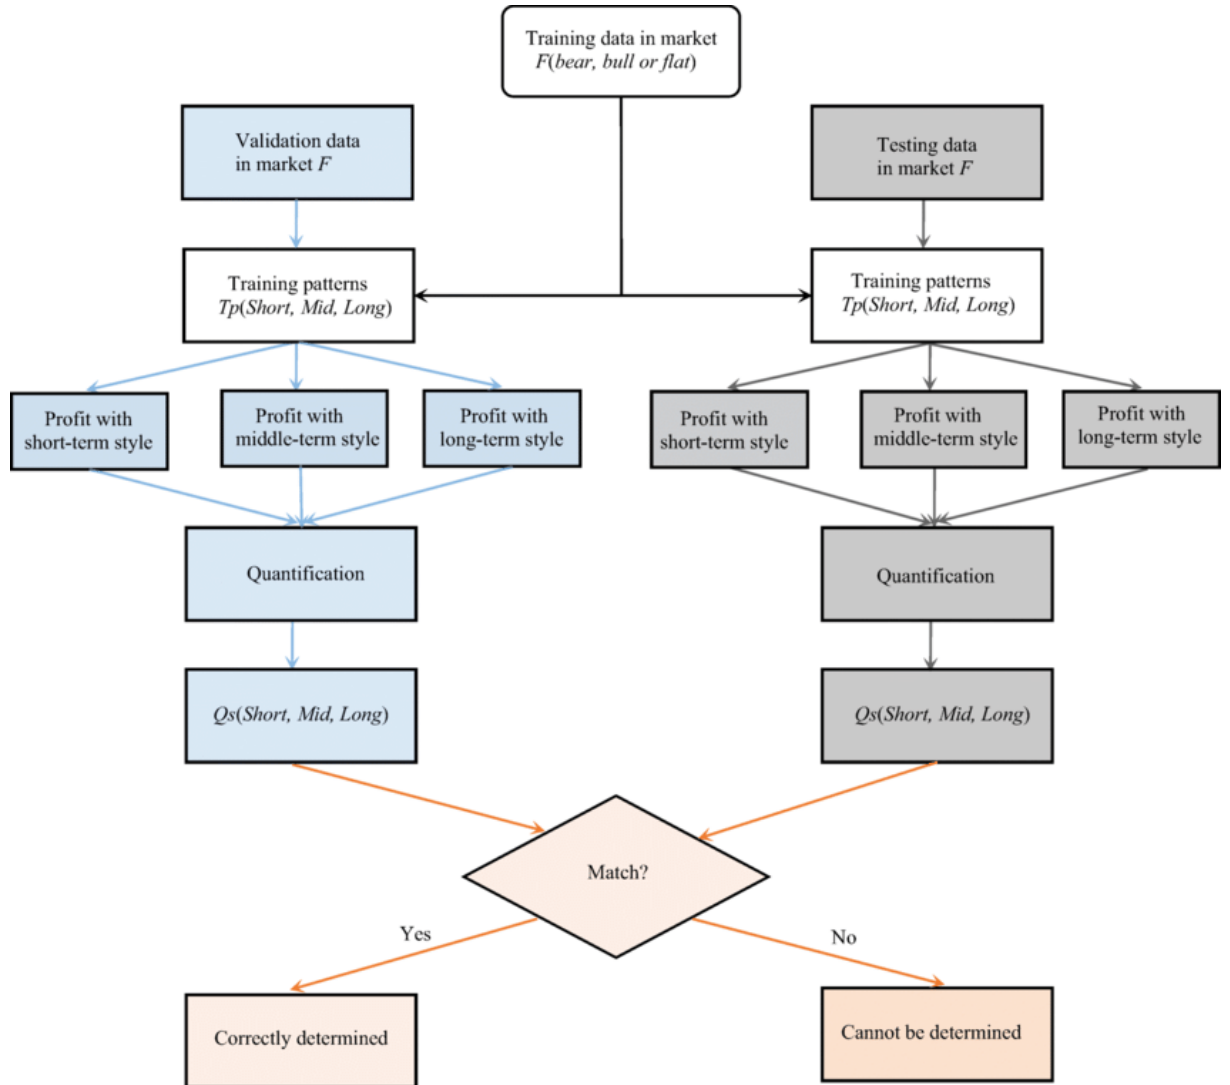 Training data in market
F(bear, bull or flat)
Validation data
in market F
Testing data
in market F
Training patterns
Tp(Short, Mid, Long)
Training patterns
Tp(Short, Mid, Long)
Profit with
short-term style
Profit with
middle-term style
Profit with
long-term style
Profit with
short-term style
Profit with
middle-term style
Profit with
long-term style
Quantification
Quantification
Qs(Short, Mid, Long)
Qs(Short, Mid, Long)
Match?
Yes
No
Correctly determined
Cannot be determined